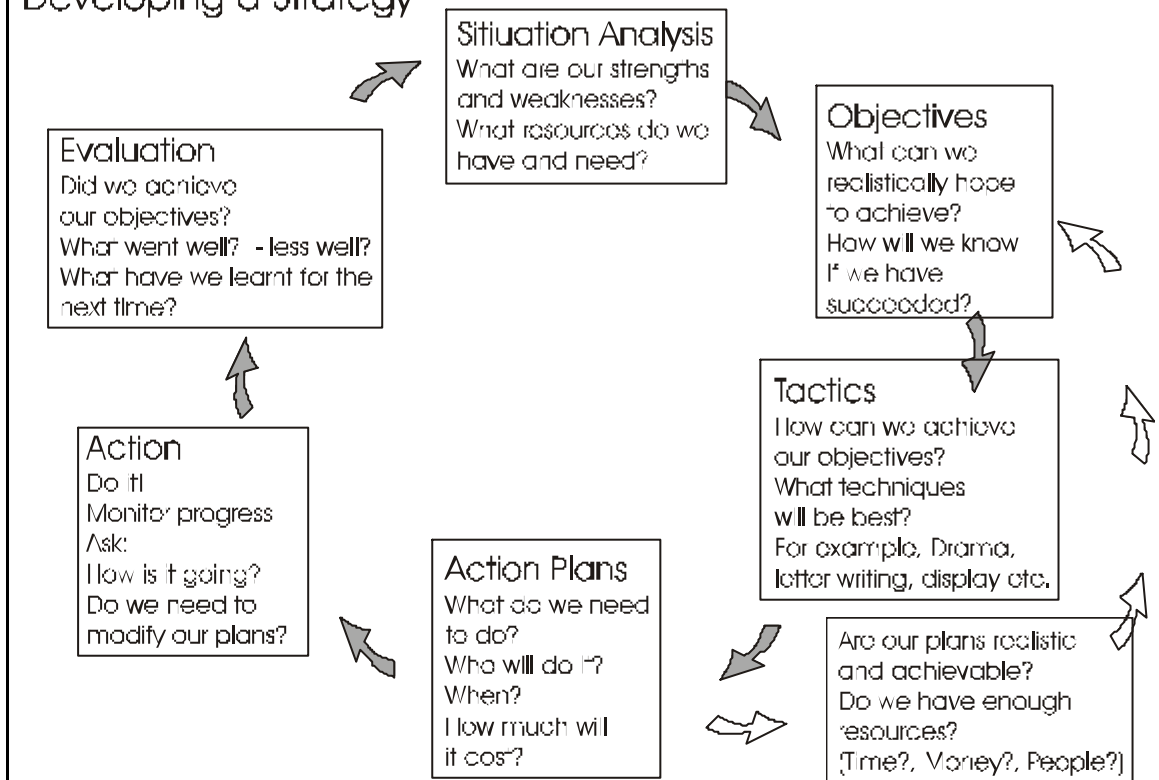 Developing a Strategy
Sitiuation Analysis
What are our strengths
and weaknesses?
What resources do we
have and need?
Objectives
What can we
realistically hope
to achieve?
How will we know
if we have
succeeded?
Tactics
How can we achieve
our objectives?
What techniques
will be best?
For example, Drama,
letter writing, display etc.
Are our plans realistic
and achievable?
Do we have enough
resources?
(Time?, Money?, People?)
Action Plans
What do we need
to do?
Who will do it?
When?
How much will
it cost?
Action
Do it!
Monitor progress
Ask:
How is it going?
Do we need to
modify our plans?
Evaluation
Did we achieve
our objectives?
What went well? - less well?
What have we learnt for the
next time?